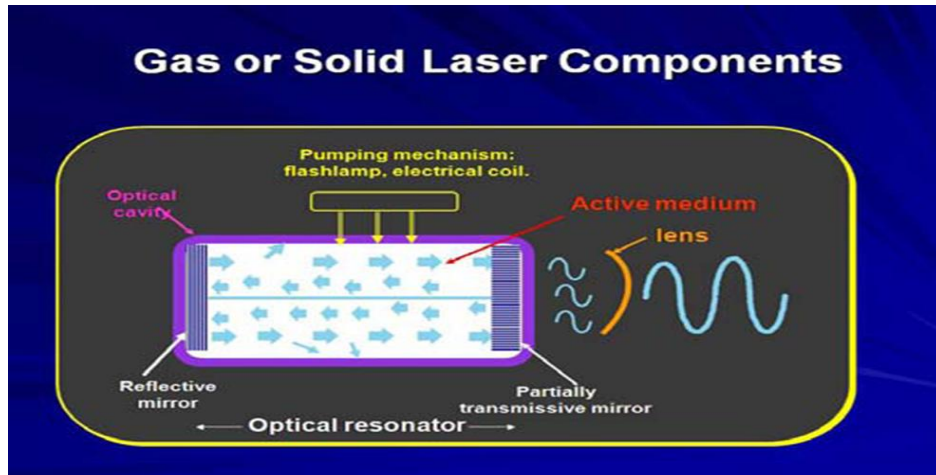 Gas or Solid Laser Components
Pumping mechanism:
flashlamp, electrical coil.
Optical
cavity
Active medium
lens
Reflective
mirror
Partially
transmissive mirror
Optical resonator